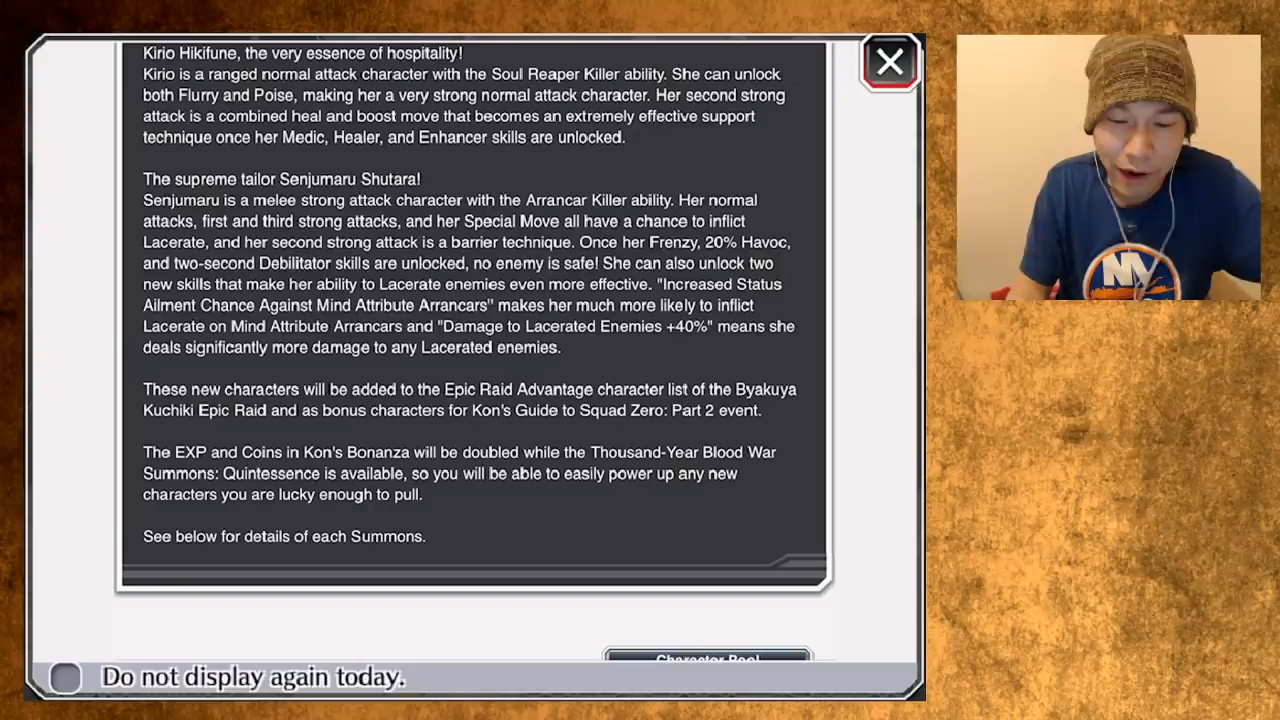 Kirio Hikifune, the very essence of hospitality!
Kirio is a ranged normal attack character with the Soul Reaper Killer ability. She can unlock
both Flurry and Poise, making her a very strong normal attack character. Her second strong
attack is a combined heal and boost move that becomes an extremely effective support
technique once her Medic, Healer, and Enhancer skills are unlocked.
The supreme tailor Senjumaru Shutara!
Senjumaru is a melee strong attack character with the Arrancar Killer ability. Her normal
attacks, first and third strong attacks, and her Special Move all have a chance to inflict
Lacerate, and her second strong attack is a barrier technique. Once her Frenzy, 20% Havoc,
and two-second Debilitator skills are unlocked, no enemy is safe! She can also unlock two
new skills that make her ability to Lacerate enemies even more effective. "Increased Status
Ailment Chance Against Mind Attribute Arrancars" makes her much more likely to inflict
Lacerate on Mind Attribute Arrancars and "Damage to Lacerated Enemies +40%" means she
deals significantly more damage to any Lacerated enemies.
These new characters will be added to the Epic Raid Advantage character list of the Byakuya
Kuchiki Epic Raid and as bonus characters for Kon's Guide to Squad Zero: Part 2 event.
The EXP and Coins in Kon's Bonanza will be doubled while the Thousand-Year Blood War
Summons: Quintessence is available, so you will be able to easily power up any new
characters you are lucky enough to pull.
See below for details of each Summons.
Character Pool
Do not display again today.
NY